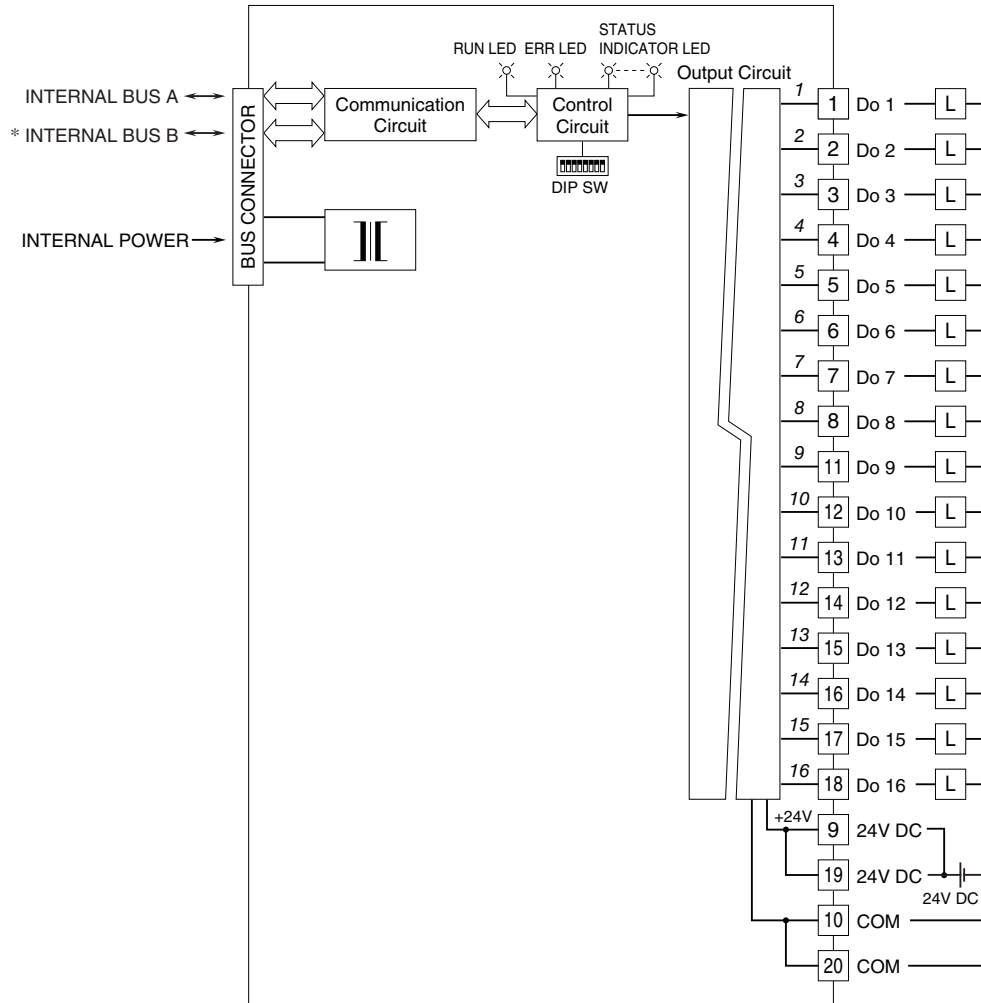 STATUS
RUN LED ERR LED INDICATOR LED
Output Circuit
INTERNAL BUS A
* INTERNAL BUS B
INTERNAL POWER
BUS CONNECTOR
Communication
Circuit
Control
Circuit
DIP SW
1 1 Do 1 L
2 2 Do 2 L
3 3 Do 3 L
4 4 Do 4 L
5 5 Do 5 L
6 6 Do 6 L
7 7 Do 7 L
8 8 Do 8 L
9 11 Do 9 L
10 12 Do 10 L
11 13 Do 11 L
12 14 Do 12 L
13 15 Do 13 L
14 16 Do 14 L
15 17 Do 15 L
16 18 Do 16 L
+24V 9 24V DC
19 24V DC
24V DC
10 COM
20 COM